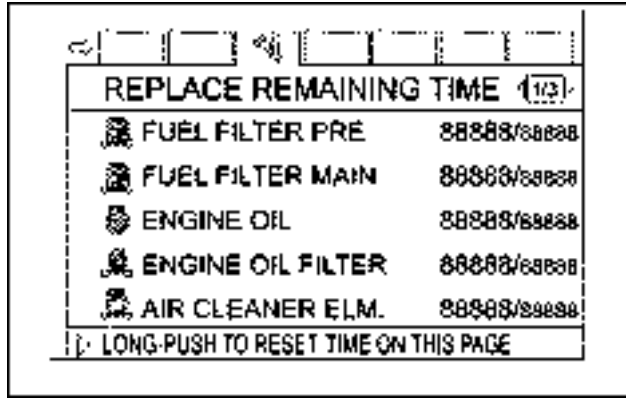 REPLACE REMAINING TIME 1/3
FUEL FILTER PRE 88888/88888
FUEL FILTER MAIN 88888/88888
ENGINE OIL 88888/88888
ENGINE OIL FILTER 88888/88888
AIR CLEANER ELM. 88888/88888
LONG-PUSH TO RESET TIME ON THIS PAGE